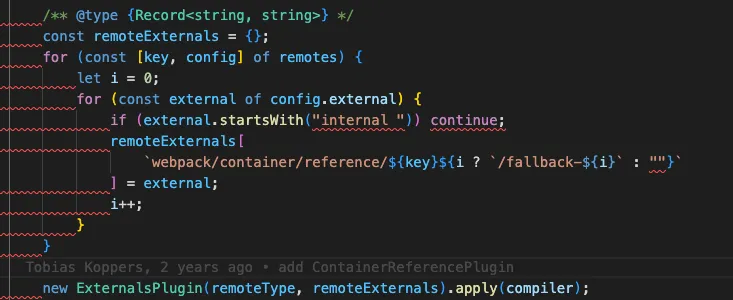 /** @type {Record<string, string>} */
const remoteExternals = {};
for (const [key, config] of remotes) {
let i = 0;
for (const external of config.external) {
if (external.startsWith("internal ")) continue;
remoteExternals[
`webpack/container/reference/${key}${i ? `/fallback-${i}` : ""}`
] = external;
i++;
}
}
Tobias Koppers, 2 years ago • add ContainerReferencePlugin
new ExternalsPlugin(remoteType, remoteExternals).apply(compiler);